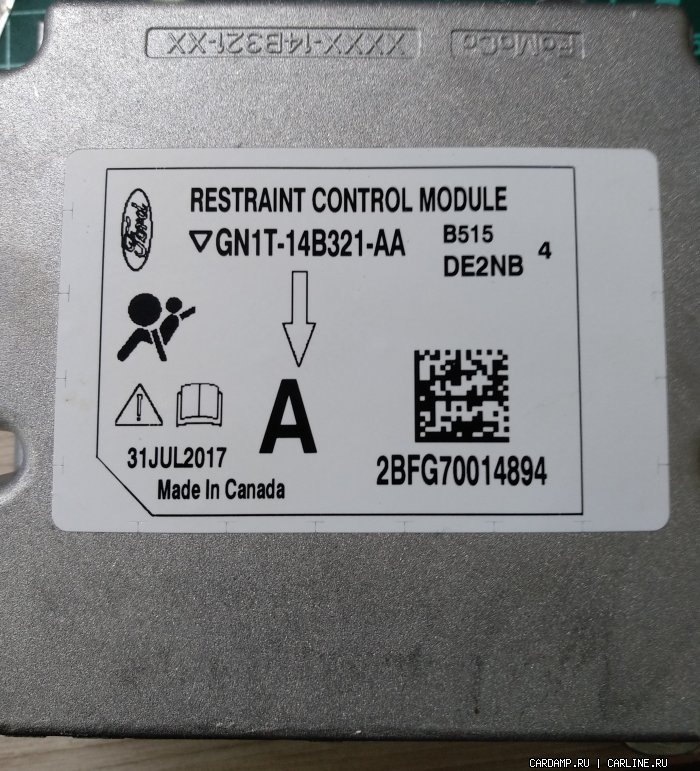 XXXX-14B321-XX
FoMoCo
RESTRAINT CONTROL MODULE
Ford
GN1T-14B321-AA
B515
DE2NB
4
A
31JUL2017
Made In Canada
2BFG70014894
CARDAMP.RU | CARLINE.RU